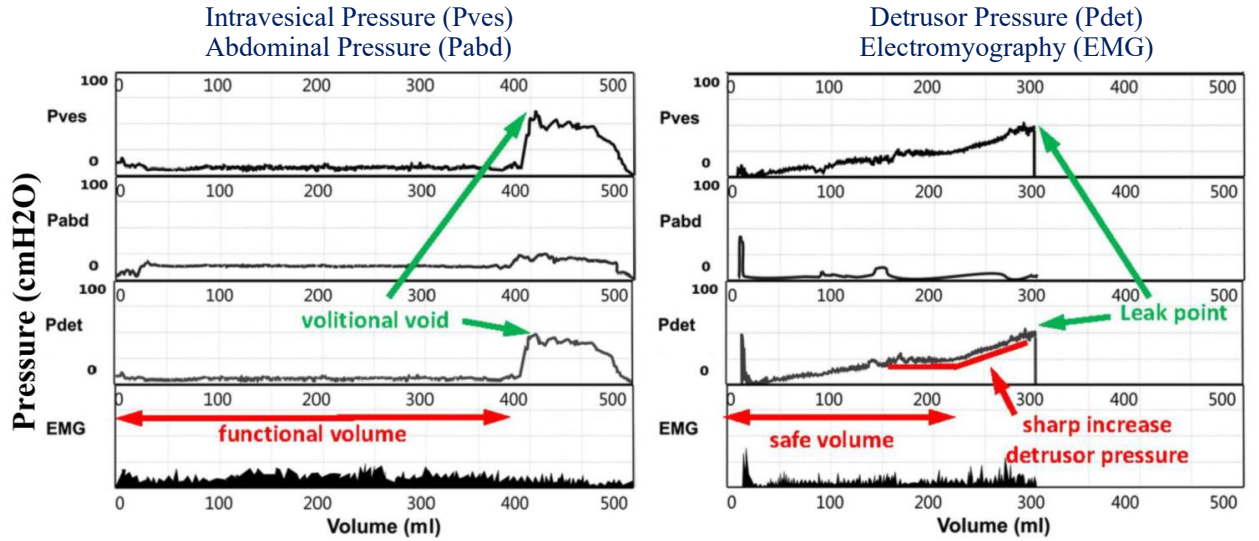 Intravesical Pressure (Pves)
Abdominal Pressure (Pabd)
Detrusor Pressure (Pdet)
Electromyography (EMG)
Pressure (cmH2O)
100
Pves
0
0 100 200 300 400 500
100
Pabd
0
0 100 200 300 400 500
100
Pdet
0
0 100 200 300 400 500
volitional void
EMG
0 100 200 300 400 500
functional volume
0 100 200 300 400 500
Volume (ml)
100
Pves
0
0 100 200 300 400 500
100
Pabd
0
0 100 200 300 400 500
100
Pdet
0
0 100 200 300 400 500
Leak point
EMG
0 100 200 300 400 500
safe volume
sharp increase
detrusor pressure
0 100 200 300 400 500
Volume (ml)